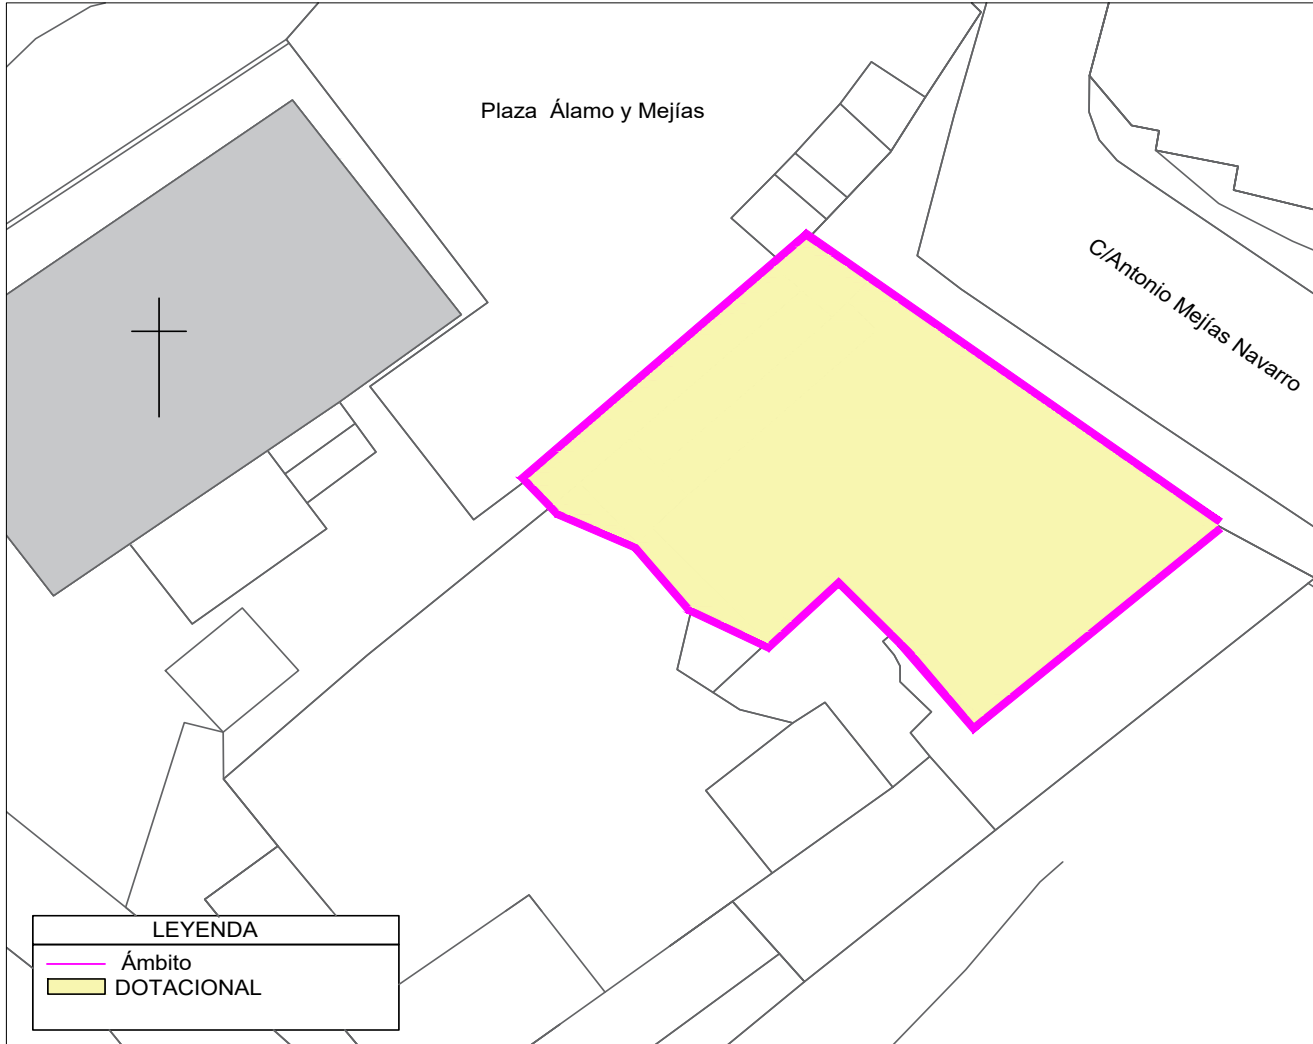 Plaza Álamo y Mejías
C/Antonio Mejías Navarro
LEYENDA
Ámbito
DOTACIONAL